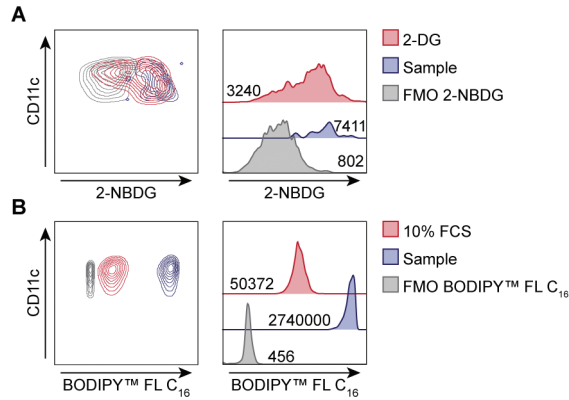 A
CD11c
2-NBDG
3240
7411
802
2-NBDG
2-DG
Sample
FMO 2-NBDG
B
CD11c
BODIPY™ FL C16
50372
2740000
456
BODIPY™ FL C16
10% FCS
Sample
FMO BODIPY™ FL C16